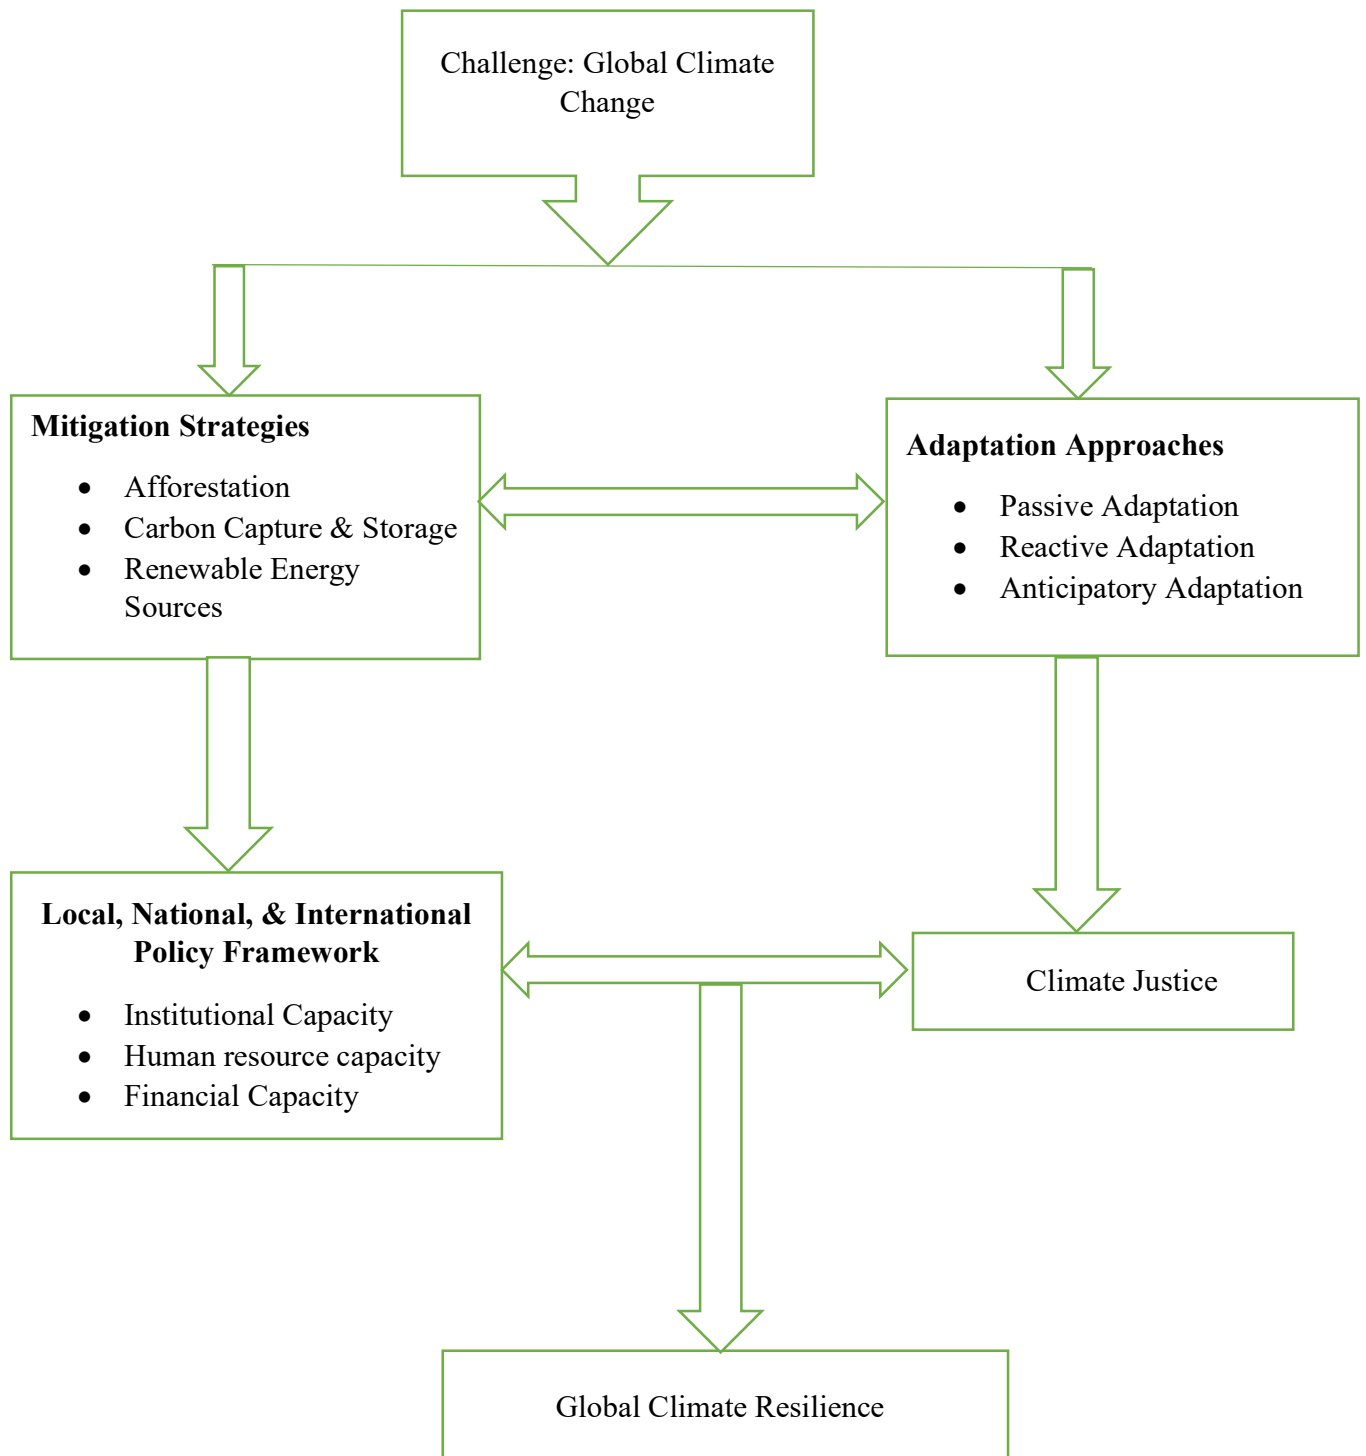 Challenge: Global Climate
Change
Mitigation Strategies
• Afforestation
• Carbon Capture & Storage
• Renewable Energy
Sources
Adaptation Approaches
• Passive Adaptation
• Reactive Adaptation
• Anticipatory Adaptation
Local, National, & International
Policy Framework
• Institutional Capacity
• Human resource capacity
• Financial Capacity
Climate Justice
Global Climate Resilience